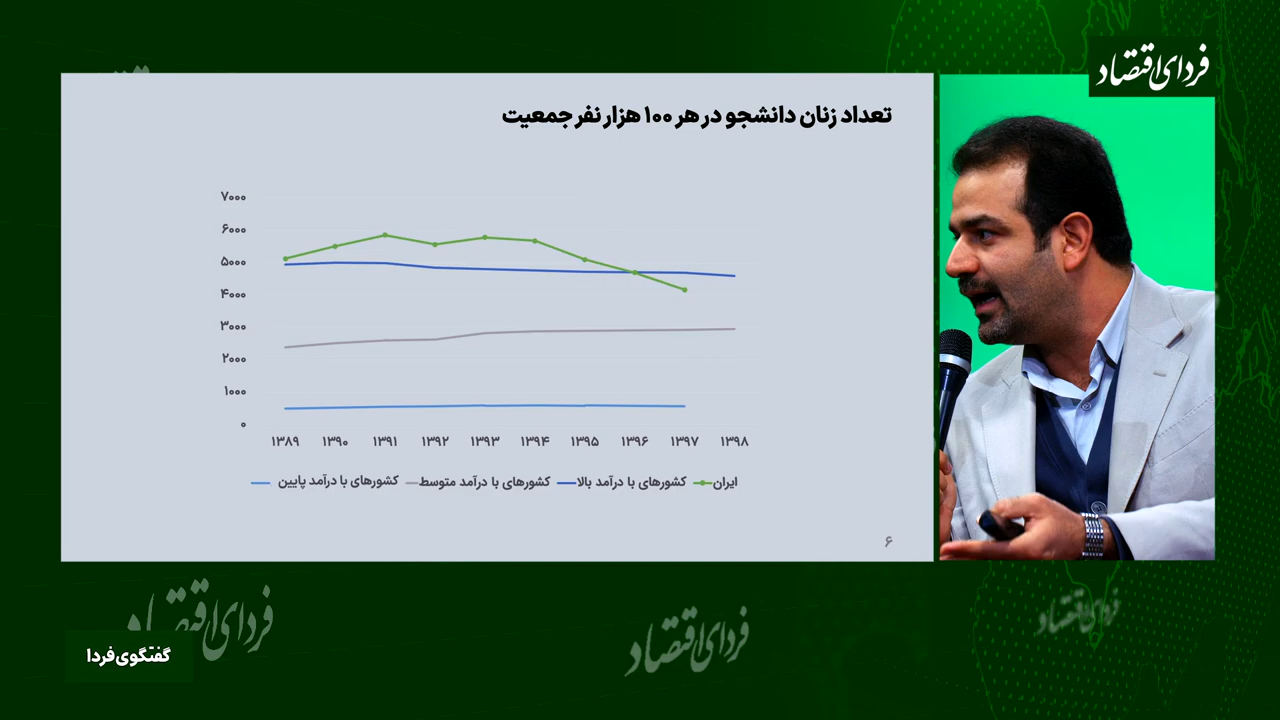 فردای اقتصاد
تعداد زنان دانشجو در هر ۱۰۰ هزار نفر جمعیت
۷۰۰۰
۶۰۰۰
۵۰۰۰
۴۰۰۰
۳۰۰۰
۲۰۰۰
۱۰۰۰
۰
۱۳۸۹ ۱۳۹۰ ۱۳۹۱ ۱۳۹۲ ۱۳۹۳ ۱۳۹۴ ۱۳۹۵ ۱۳۹۶ ۱۳۹۷ ۱۳۹۸
ایران کشورهای با درآمد بالا کشورهای با درآمد متوسط کشورهای با درآمد پایین
۶
فردای اقتصاد
فردای اقتصاد
فردای اقتصاد
گفتگوی فردا